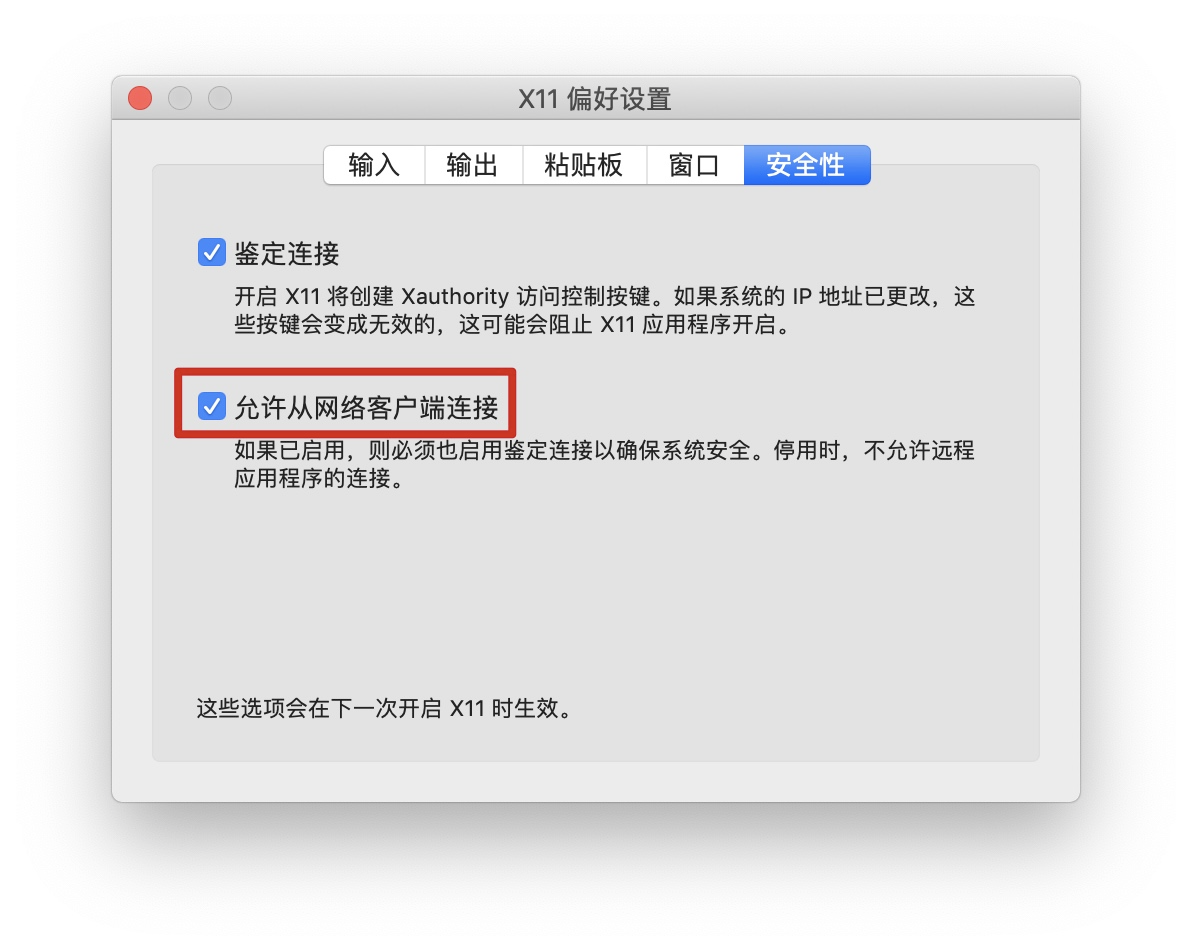 X11 偏好设置
输入 输出 粘贴板 窗口 安全性
鉴定连接
开启 X11 将创建 Xauthority 访问控制按键。如果系统的 IP 地址已更改，这
些按键会变成无效的，这可能会阻止 X11 应用程序开启。
允许从网络客户端连接
如果已启用，则必须也启用鉴定连接以确保系统安全。停用时，不允许远程
应用程序的连接。
这些选项会在下一次开启 X11 时生效。